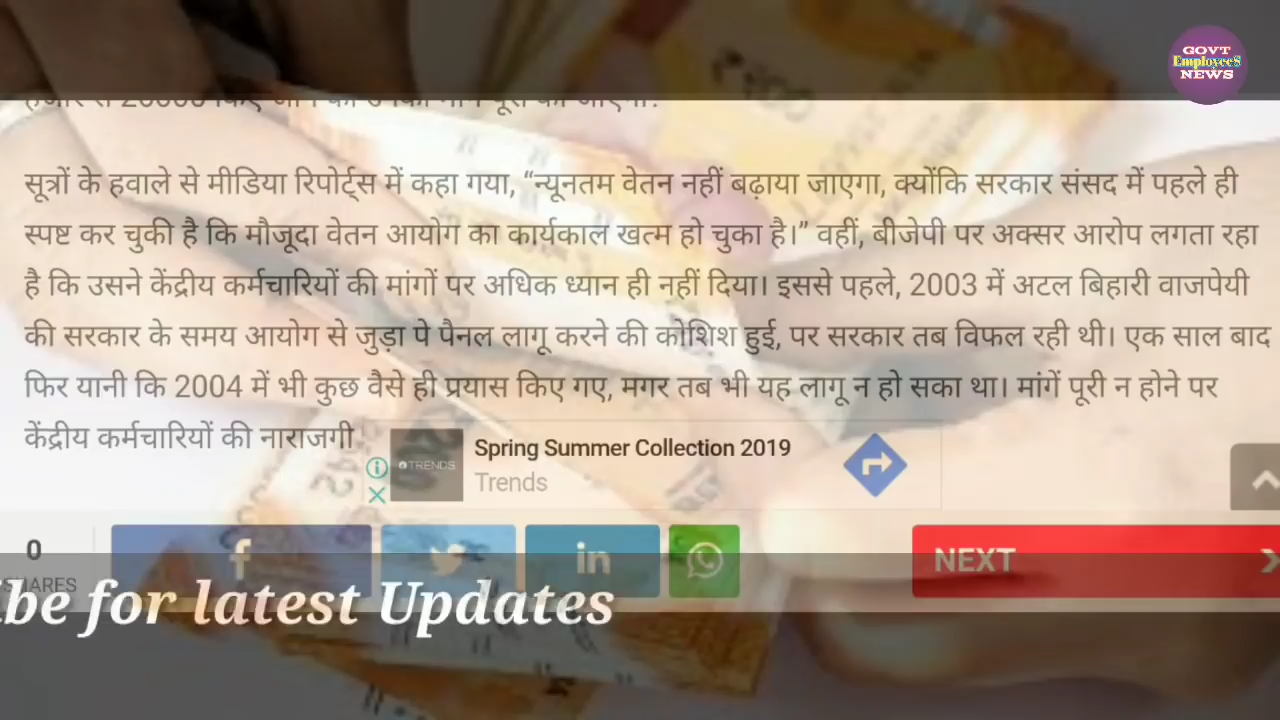 GOVT
EmployeeS
NEWS
सूत्रों के हवाले से मीडिया रिपोर्ट्स में कहा गया, “न्यूनतम वेतन नहीं बढ़ाया जाएगा, क्योंकि सरकार संसद में पहले ही
स्पष्ट कर चुकी है कि मौजूदा वेतन आयोग का कार्यकाल खत्म हो चुका है।” वहीं, बीजेपी पर अक्सर आरोप लगता रहा
है कि उसने केंद्रीय कर्मचारियों की मांगों पर अधिक ध्यान ही नहीं दिया। इससे पहले, 2003 में अटल बिहारी वाजपेयी
की सरकार के समय आयोग से जुड़ा पे पैनल लागू करने की कोशिश हुई, पर सरकार तब विफल रही थी। एक साल बाद
फिर यानी कि 2004 में भी कुछ वैसे ही प्रयास किए गए, मगर तब भी यह लागू न हो सका था। मांगें पूरी न होने पर
केंद्रीय कर्मचारियों की नाराजगी
Spring Summer Collection 2019
TRENDS
Trends
0
SHARES
NEXT
ibe for latest Updates